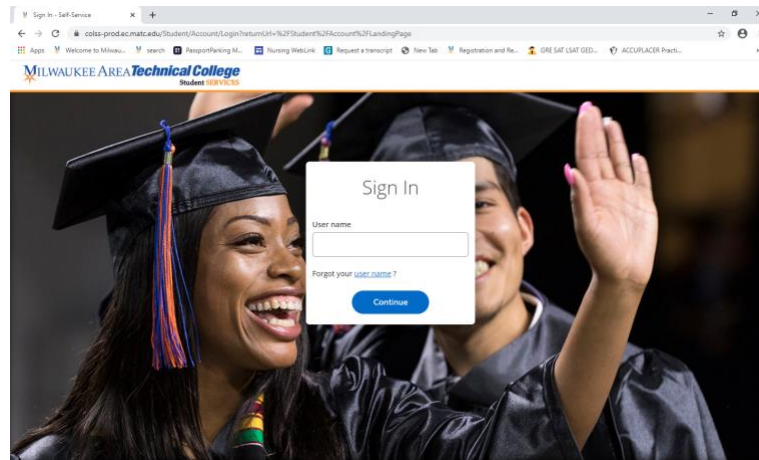 Sign In - Self-Service
colss-prod.ec.matc.edu/Student/Account/Login?returnUrl=%2FStudent%2FAccount%2FLandingPage
Apps Welcome to Milwau... search PassportParking M... Nursing WebLink Request a transcript New Tab Registration and Re... GRE SAT LSAT GED... ACCUPLACER Practi...
MILWAUKEE AREA Technical College
Student SERVICES
Sign In
User name
Forgot your user name ?
Continue